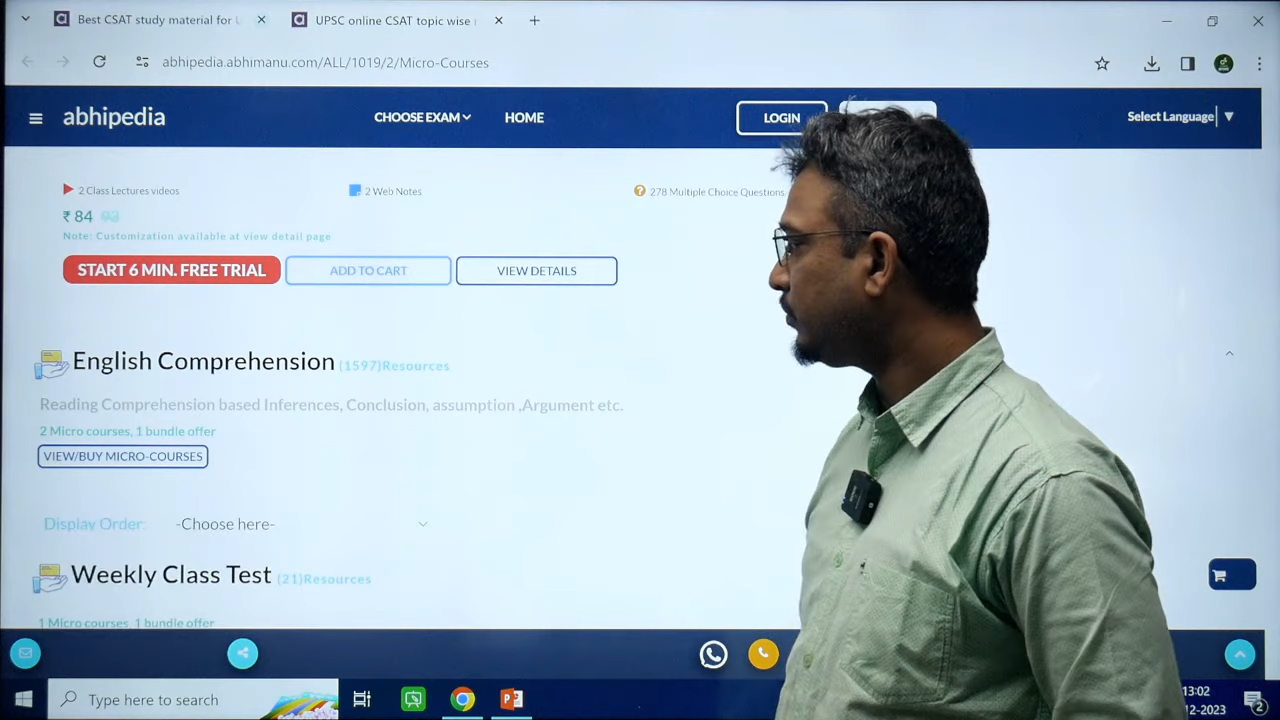 Best CSAT study material for
UPSC online CSAT topic wise
abhipedia.abhimanu.com/ALL/1019/2/Micro-Courses
abhipedia
CHOOSE EXAM
HOME
LOGIN
Select Language
2 Class Lectures videos
2 Web Notes
278 Multiple Choice Questions
₹ 84 93
Note: Customization available at view detail page
START 6 MIN. FREE TRIAL
ADD TO CART
VIEW DETAILS
English Comprehension (1597)Resources
Reading Comprehension based Inferences, Conclusion, assumption ,Argument etc.
2 Micro courses, 1 bundle offer
VIEW/BUY MICRO-COURSES
Display Order: -Choose here-
Weekly Class Test (21)Resources
1 Micro courses, 1 bundle offer
Type here to search
13:02
12-2023
2